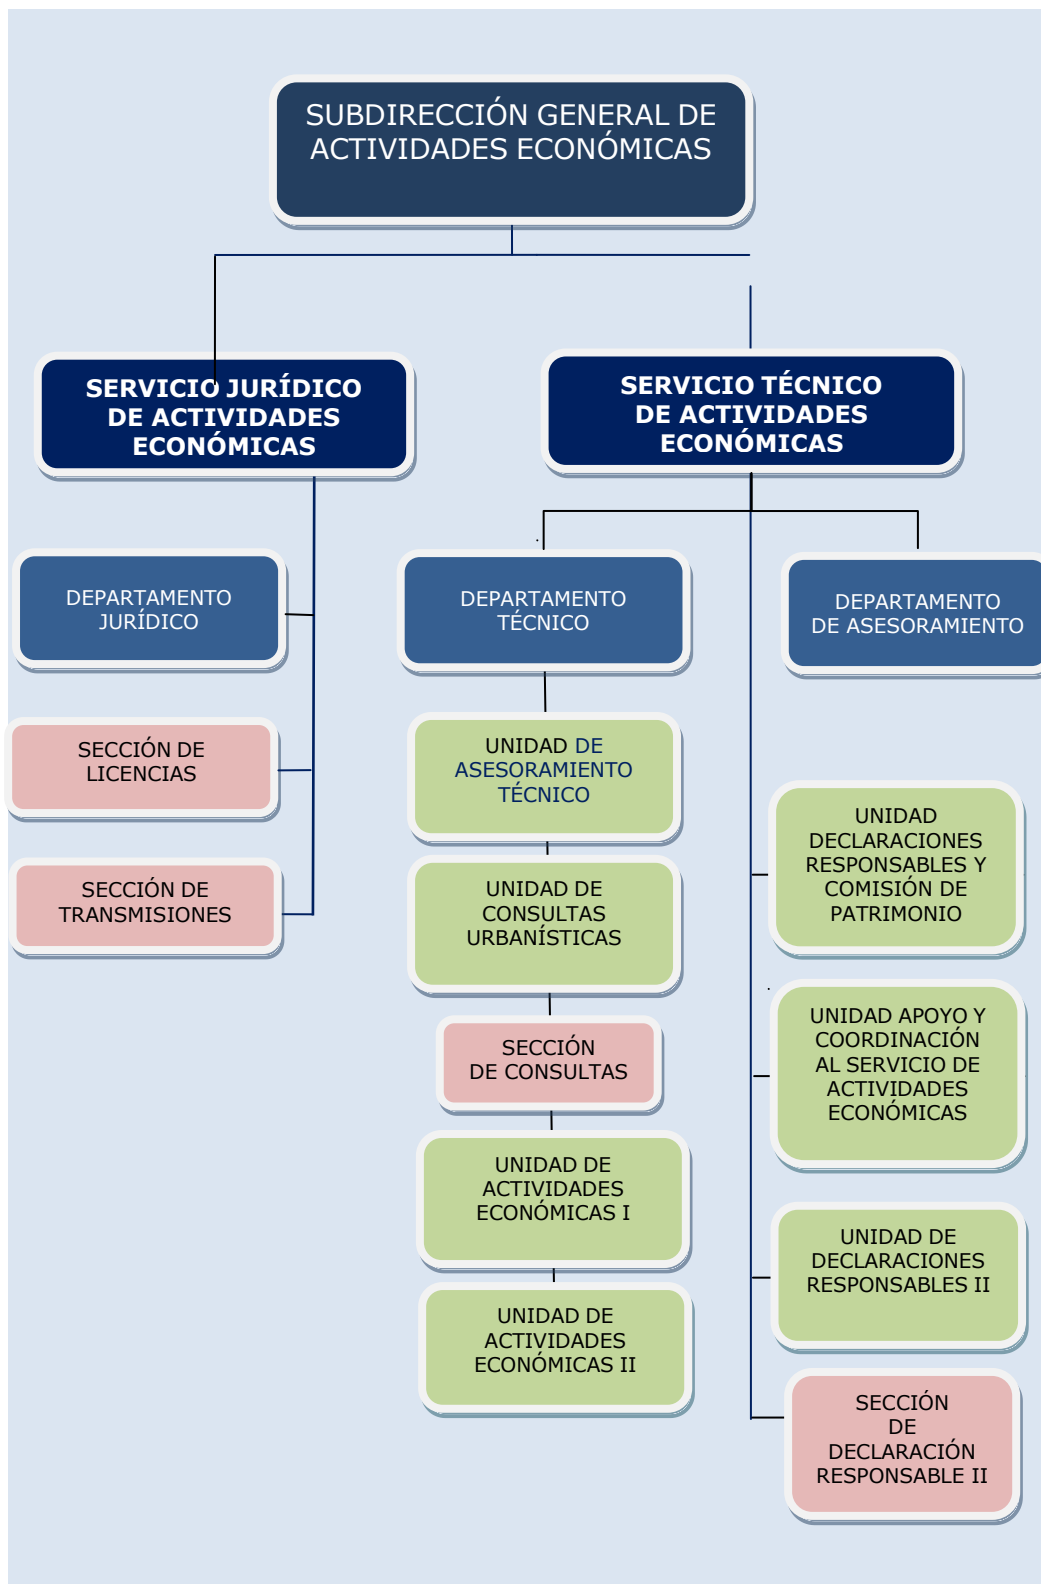 SUBDIRECCIÓN GENERAL DE
ACTIVIDADES ECONÓMICAS
SERVICIO JURÍDICO
DE ACTIVIDADES
ECONÓMICAS
SERVICIO TÉCNICO
DE ACTIVIDADES
ECONÓMICAS
DEPARTAMENTO
JURÍDICO
SECCIÓN DE
LICENCIAS
SECCIÓN DE
TRANSMISIONES
DEPARTAMENTO
TÉCNICO
UNIDAD DE
ASESORAMIENTO
TÉCNICO
UNIDAD DE
CONSULTAS
URBANÍSTICAS
SECCIÓN
DE CONSULTAS
UNIDAD DE
ACTIVIDADES
ECONÓMICAS I
UNIDAD DE
ACTIVIDADES
ECONÓMICAS II
DEPARTAMENTO
DE ASESORAMIENTO
UNIDAD
DECLARACIONES
RESPONSABLES Y
COMISIÓN DE
PATRIMONIO
UNIDAD APOYO Y
COORDINACIÓN
AL SERVICIO DE
ACTIVIDADES
ECONÓMICAS
UNIDAD DE
DECLARACIONES
RESPONSABLES II
SECCIÓN
DE
DECLARACIÓN
RESPONSABLE II